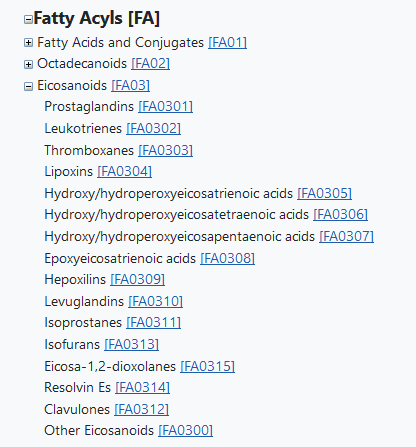 Fatty Acyls [FA]
Fatty Acids and Conjugates [FA01]
Octadecanoids [FA02]
Eicosanoids [FA03]
Prostaglandins [FA0301]
Leukotrienes [FA0302]
Thromboxanes [FA0303]
Lipoxins [FA0304]
Hydroxy/hydroperoxyeicosatrienoic acids [FA0305]
Hydroxy/hydroperoxyeicosatetraenoic acids [FA0306]
Hydroxy/hydroperoxyeicosapentaenoic acids [FA0307]
Epoxyeicosatrienoic acids [FA0308]
Hepoxilins [FA0309]
Levuglandins [FA0310]
Isoprostanes [FA0311]
Isofurans [FA0313]
Eicosa-1,2-dioxolanes [FA0315]
Resolvin Es [FA0314]
Clavulones [FA0312]
Other Eicosanoids [FA0300]